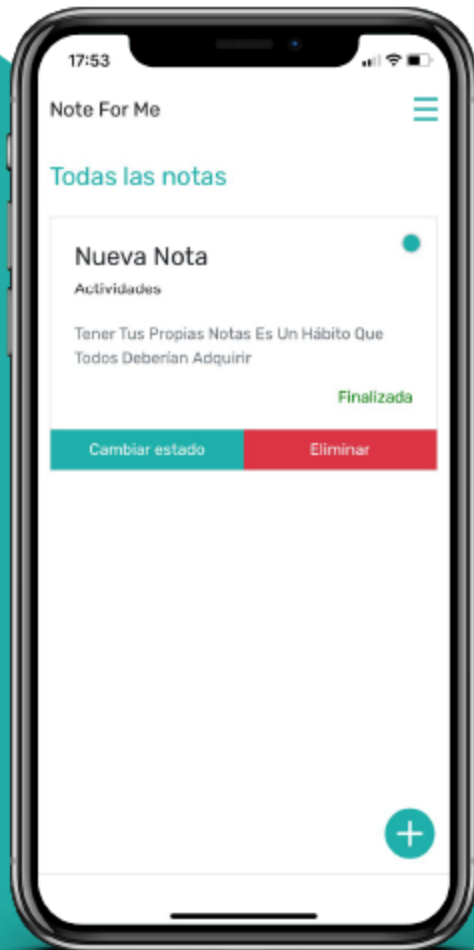 17:53
Note For Me
Todas las notas
Nueva Nota
Actividades
Tener Tus Propias Notas Es Un Hábito Que
Todos Deberían Adquirir
Finalizada
Cambiar estado
Eliminar